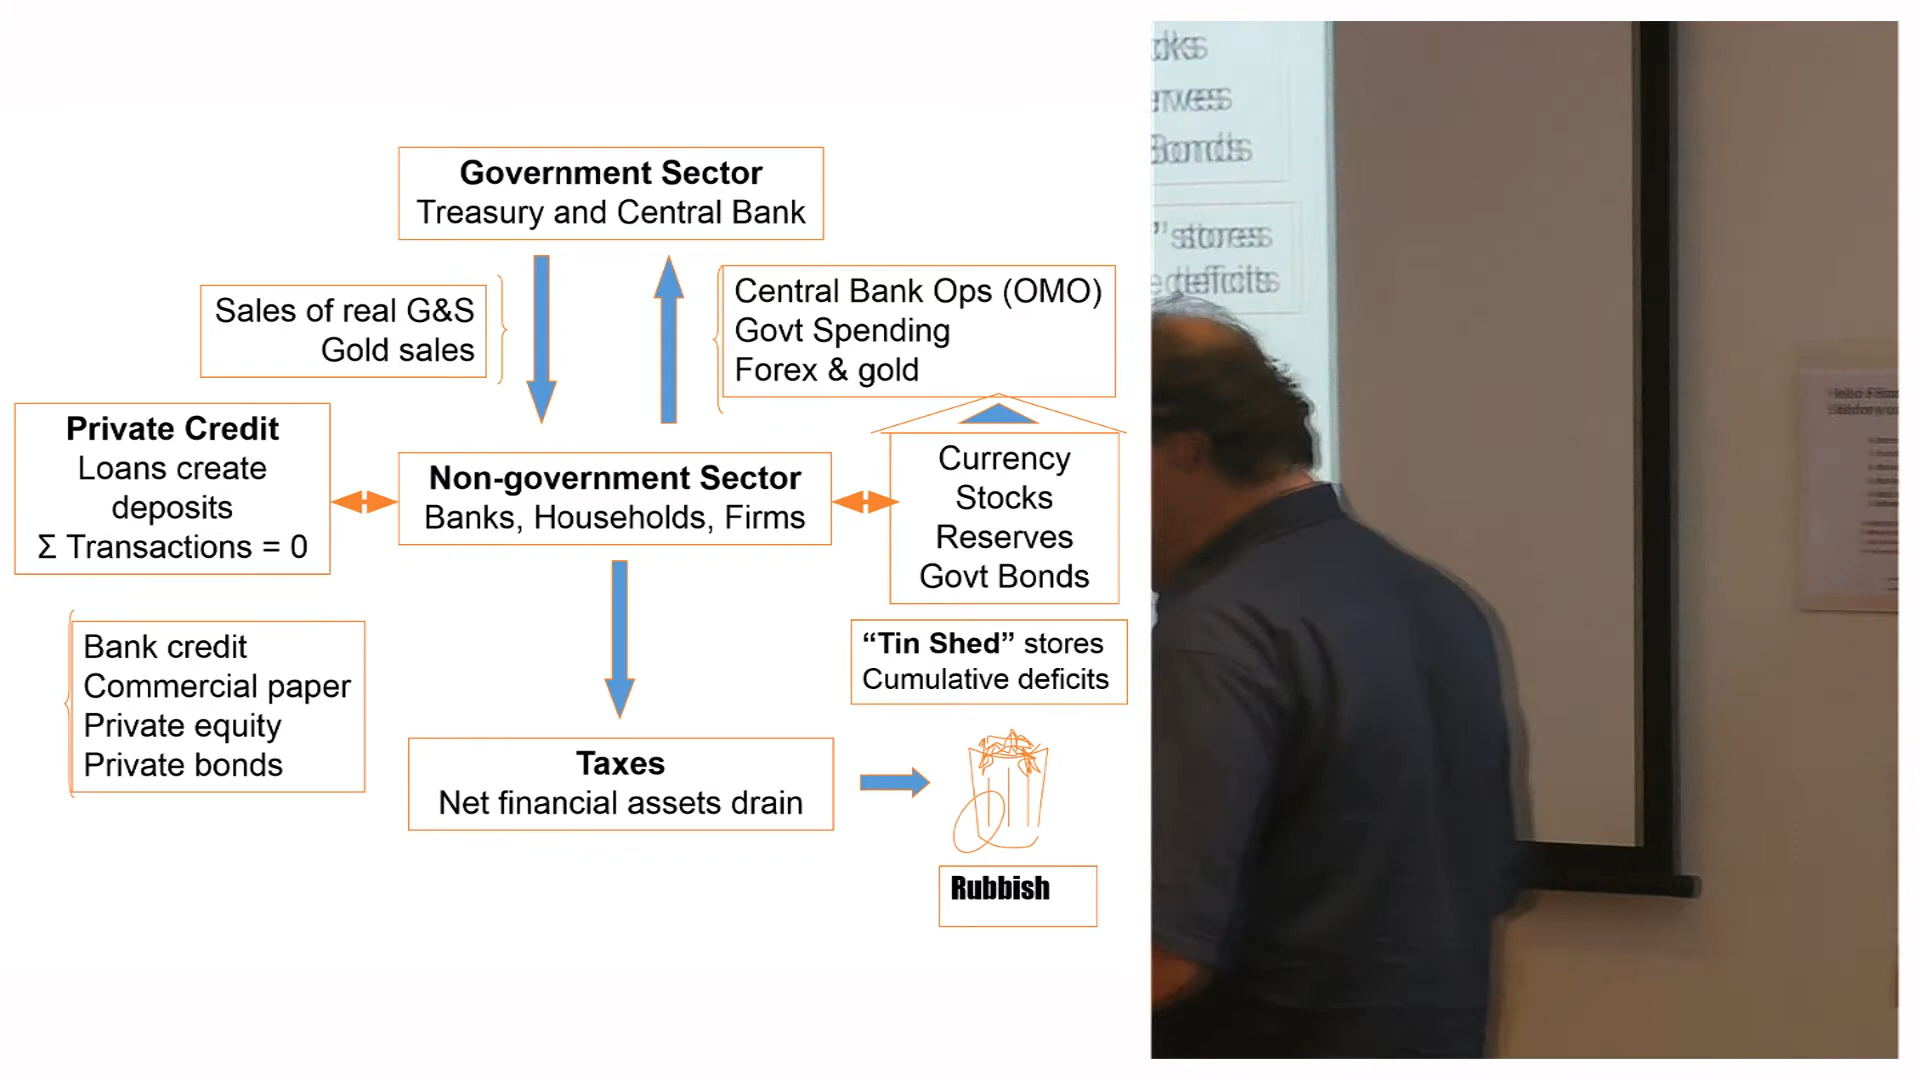 Government Sector
Treasury and Central Bank
Sales of real G&S
Gold sales
Central Bank Ops (OMO)
Govt Spending
Forex & gold
Private Credit
Loans create
deposits
Σ Transactions = 0
Non-government Sector
Banks, Households, Firms
Currency
Stocks
Reserves
Govt Bonds
Bank credit
Commercial paper
Private equity
Private bonds
“Tin Shed” stores
Cumulative deficits
Taxes
Net financial assets drain
Rubbish
Bonds
” stores
deficits